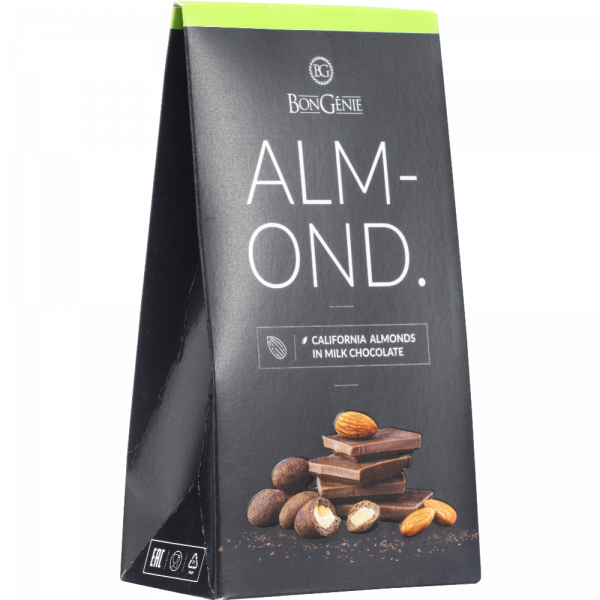 BG
BONGÉNIE
ALM-
OND.
CALIFORNIA ALMONDS
IN MILK CHOCOLATE
EAC